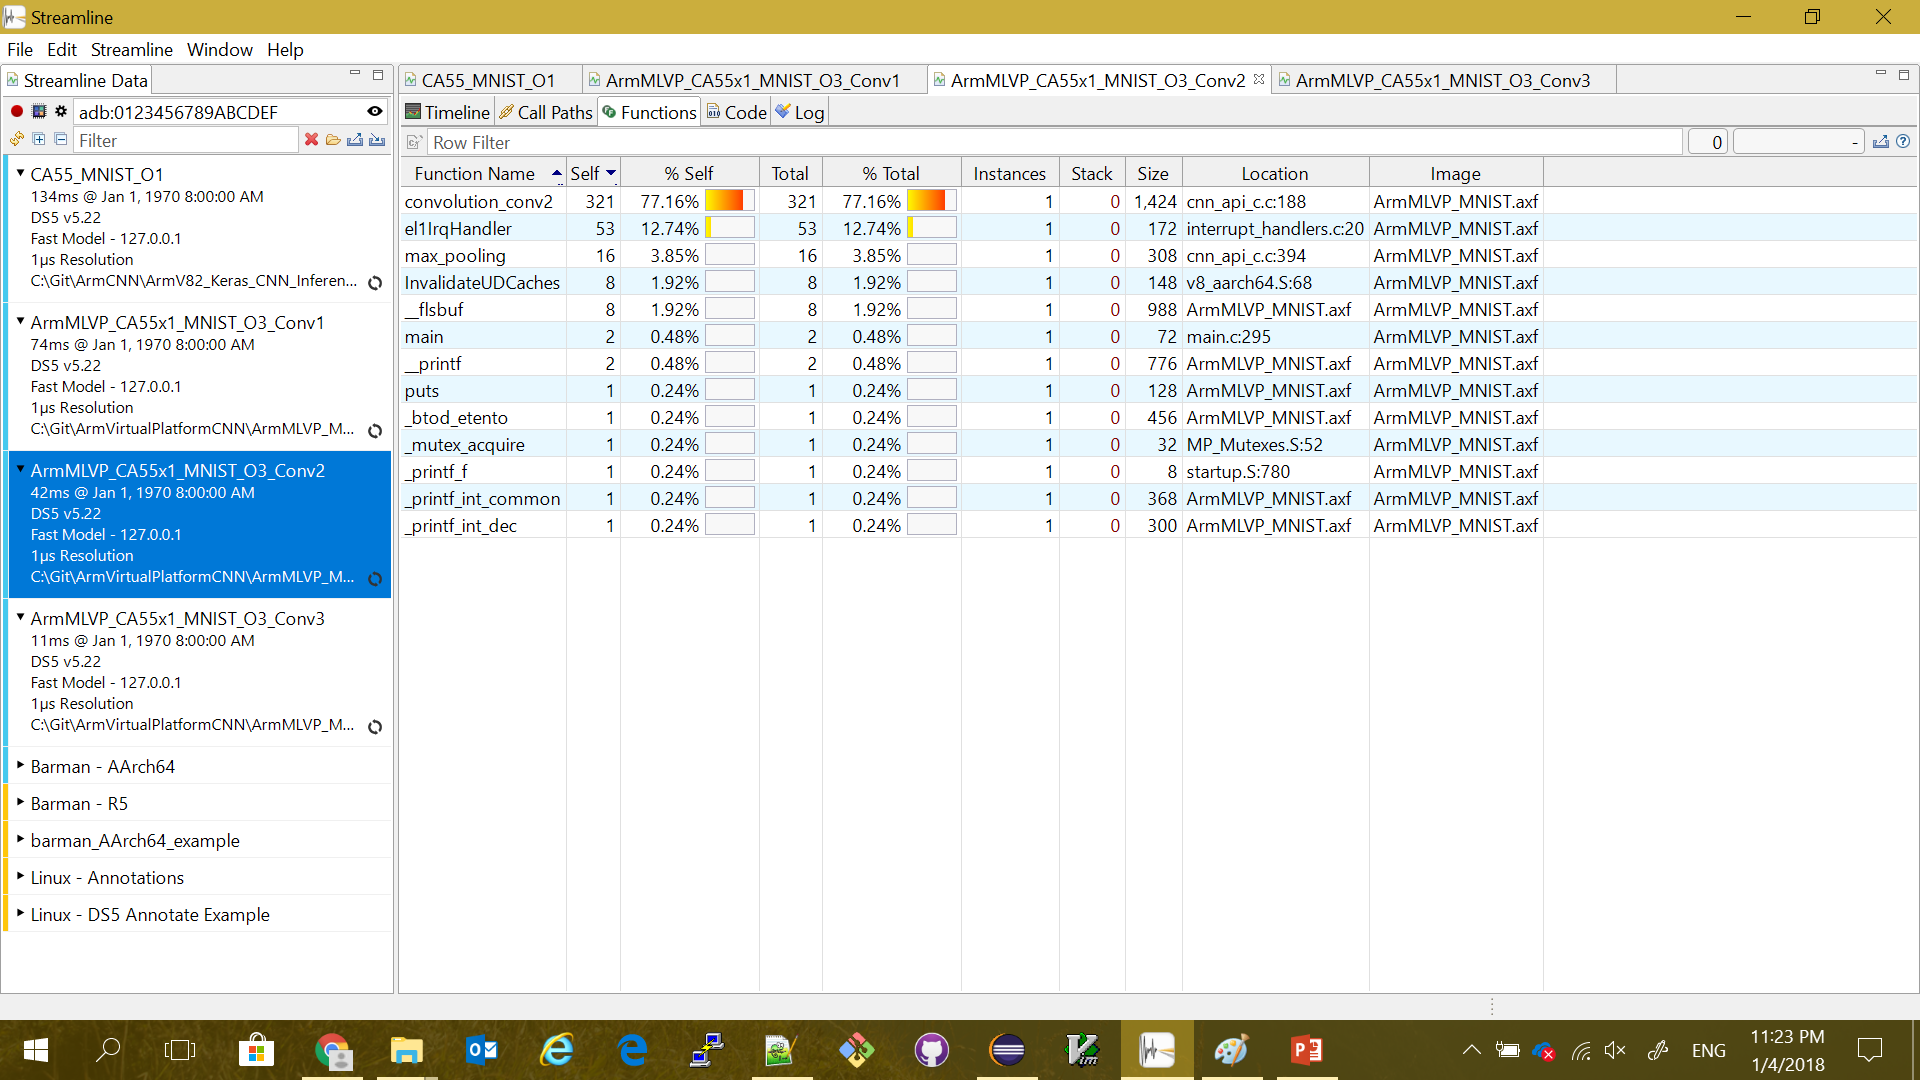 Streamline
File Edit Streamline Window Help
Streamline Data
adb:0123456789ABCDEF
Filter
CA55_MNIST_O1
134ms @ Jan 1, 1970 8:00:00 AM
DS5 v5.22
Fast Model - 127.0.0.1
1µs Resolution
C:\Git\ArmCNN\ArmV82_Keras_CNN_Inferen...
ArmMLVP_CA55x1_MNIST_O3_Conv1
74ms @ Jan 1, 1970 8:00:00 AM
DS5 v5.22
Fast Model - 127.0.0.1
1µs Resolution
C:\Git\ArmVirtualPlatformCNN\ArmMLVP_M...
ArmMLVP_CA55x1_MNIST_O3_Conv2
42ms @ Jan 1, 1970 8:00:00 AM
DS5 v5.22
Fast Model - 127.0.0.1
1µs Resolution
C:\Git\ArmVirtualPlatformCNN\ArmMLVP_M...
ArmMLVP_CA55x1_MNIST_O3_Conv3
11ms @ Jan 1, 1970 8:00:00 AM
DS5 v5.22
Fast Model - 127.0.0.1
1µs Resolution
C:\Git\ArmVirtualPlatformCNN\ArmMLVP_M...
Barman - AArch64
Barman - R5
barman_AArch64_example
Linux - Annotations
Linux - DS5 Annotate Example
CA55_MNIST_O1 ArmMLVP_CA55x1_MNIST_O3_Conv1 ArmMLVP_CA55x1_MNIST_O3_Conv2 ArmMLVP_CA55x1_MNIST_O3_Conv3
Timeline Call Paths Functions Code Log
Row Filter 0 -
Function Name Self % Self Total % Total Instances Stack Size Location Image
convolution_conv2 321 77.16% 321 77.16% 1 0 1,424 cnn_api_c.c:188 ArmMLVP_MNIST.axf
el1IrqHandler 53 12.74% 53 12.74% 1 0 172 interrupt_handlers.c:20 ArmMLVP_MNIST.axf
max_pooling 16 3.85% 16 3.85% 1 0 308 cnn_api_c.c:394 ArmMLVP_MNIST.axf
InvalidateUDCaches 8 1.92% 8 1.92% 1 0 148 v8_aarch64.S:68 ArmMLVP_MNIST.axf
__flsbuf 8 1.92% 8 1.92% 1 0 988 ArmMLVP_MNIST.axf ArmMLVP_MNIST.axf
main 2 0.48% 2 0.48% 1 0 72 main.c:295 ArmMLVP_MNIST.axf
__printf 2 0.48% 2 0.48% 1 0 776 ArmMLVP_MNIST.axf ArmMLVP_MNIST.axf
puts 1 0.24% 1 0.24% 1 0 128 ArmMLVP_MNIST.axf ArmMLVP_MNIST.axf
_btod_etento 1 0.24% 1 0.24% 1 0 456 ArmMLVP_MNIST.axf ArmMLVP_MNIST.axf
_mutex_acquire 1 0.24% 1 0.24% 1 0 32 MP_Mutexes.S:52 ArmMLVP_MNIST.axf
_printf_f 1 0.24% 1 0.24% 1 0 8 startup.S:780 ArmMLVP_MNIST.axf
_printf_int_common 1 0.24% 1 0.24% 1 0 368 ArmMLVP_MNIST.axf ArmMLVP_MNIST.axf
_printf_int_dec 1 0.24% 1 0.24% 1 0 300 ArmMLVP_MNIST.axf ArmMLVP_MNIST.axf
ENG
11:23 PM
1/4/2018